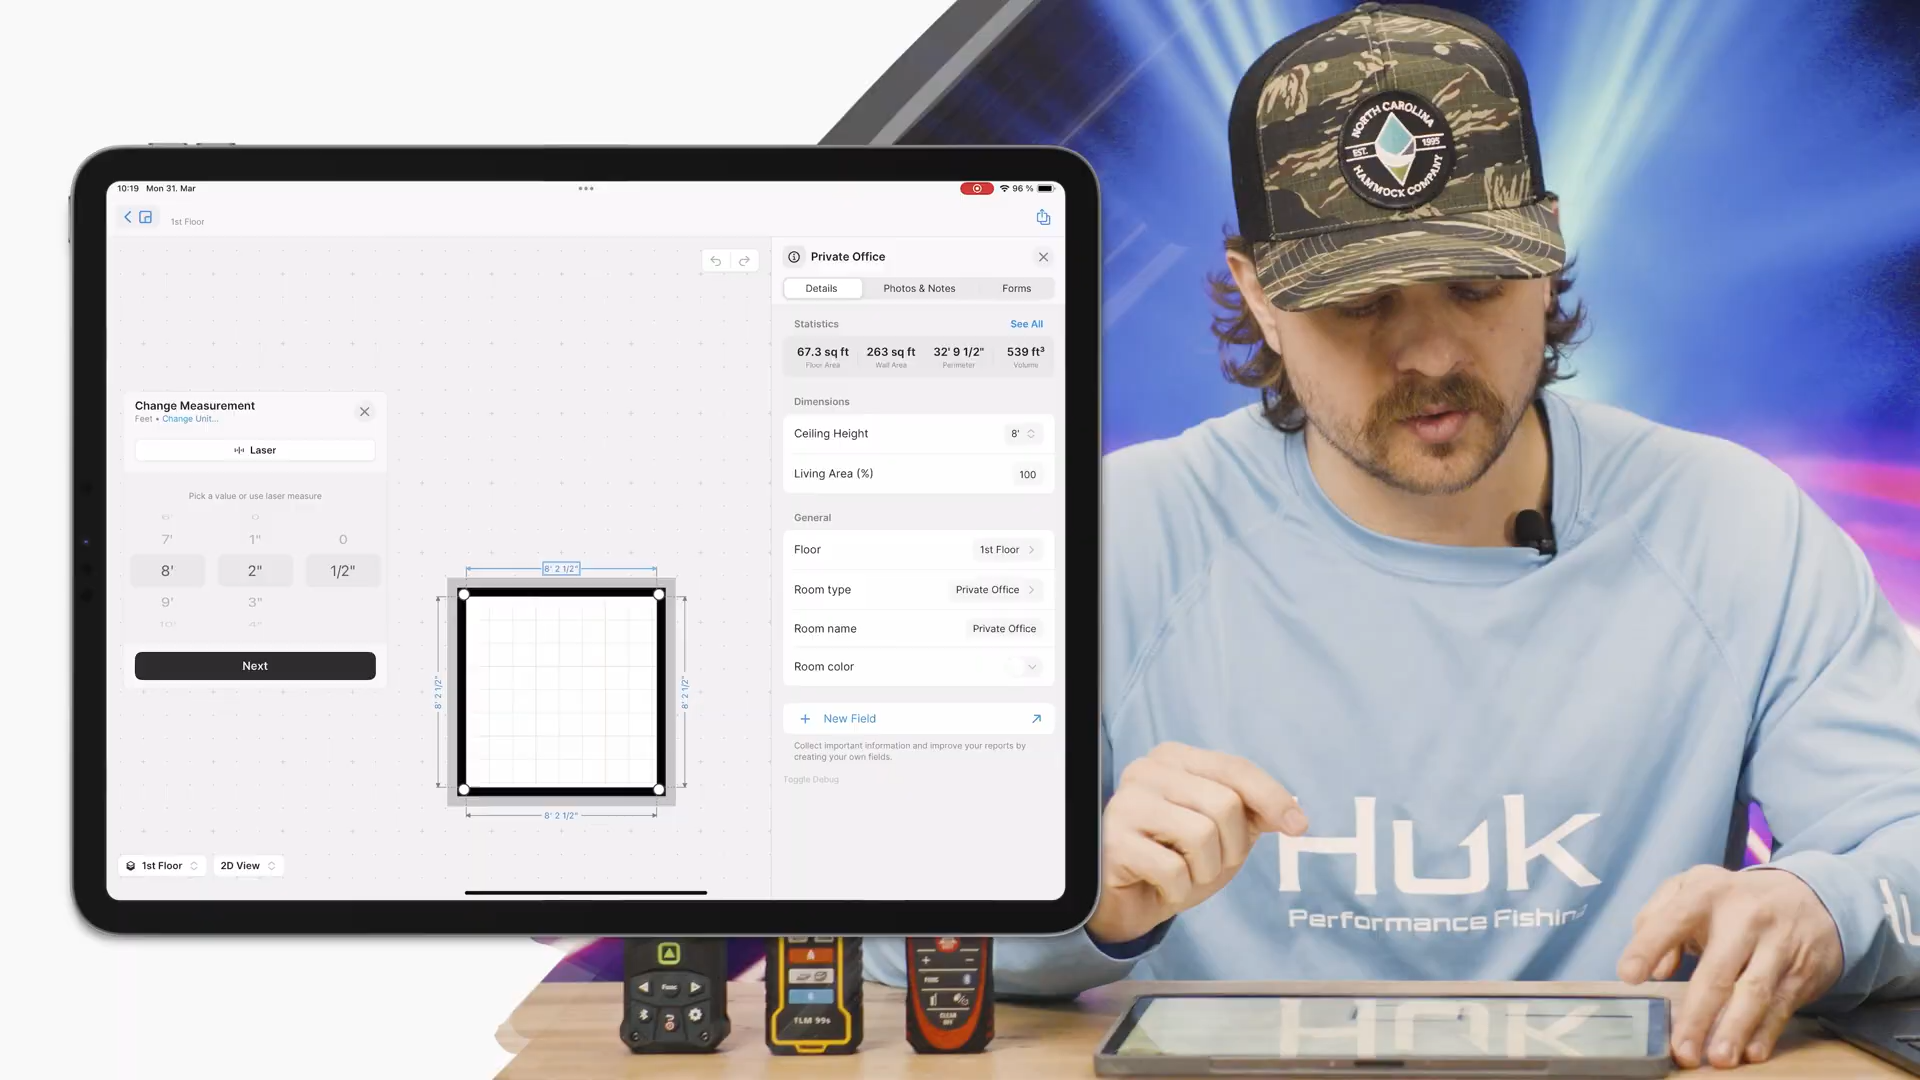 10:19 Mon 31. Mar
96 %
1st Floor
Private Office
Details
Photos & Notes
Forms
Statistics
See All
67.3 sq ft
263 sq ft
32' 9 1/2"
539 ft³
Floor Area
Wall Area
Perimeter
Volume
Dimensions
Ceiling Height
8'
Living Area (%)
100
General
Floor
1st Floor
Room type
Private Office
Room name
Private Office
Room color
New Field
Collect important information and improve your reports by
creating your own fields.
Toggle Debug
Change Measurement
Feet • Change Unit...
Laser
Pick a value or use laser measure
7' 1" 0
8' 2" 1/2"
9' 3"
Next
8' 2 1/2"
8' 2 1/2"
8' 2 1/2"
8' 2 1/2"
1st Floor
2D View
NORTH CAROLINA
EST. 1995
HAMMOCK COMPANY
HUK
Performance Fishin
Func
TLM 99s
FUNC
CLEAR
OFF